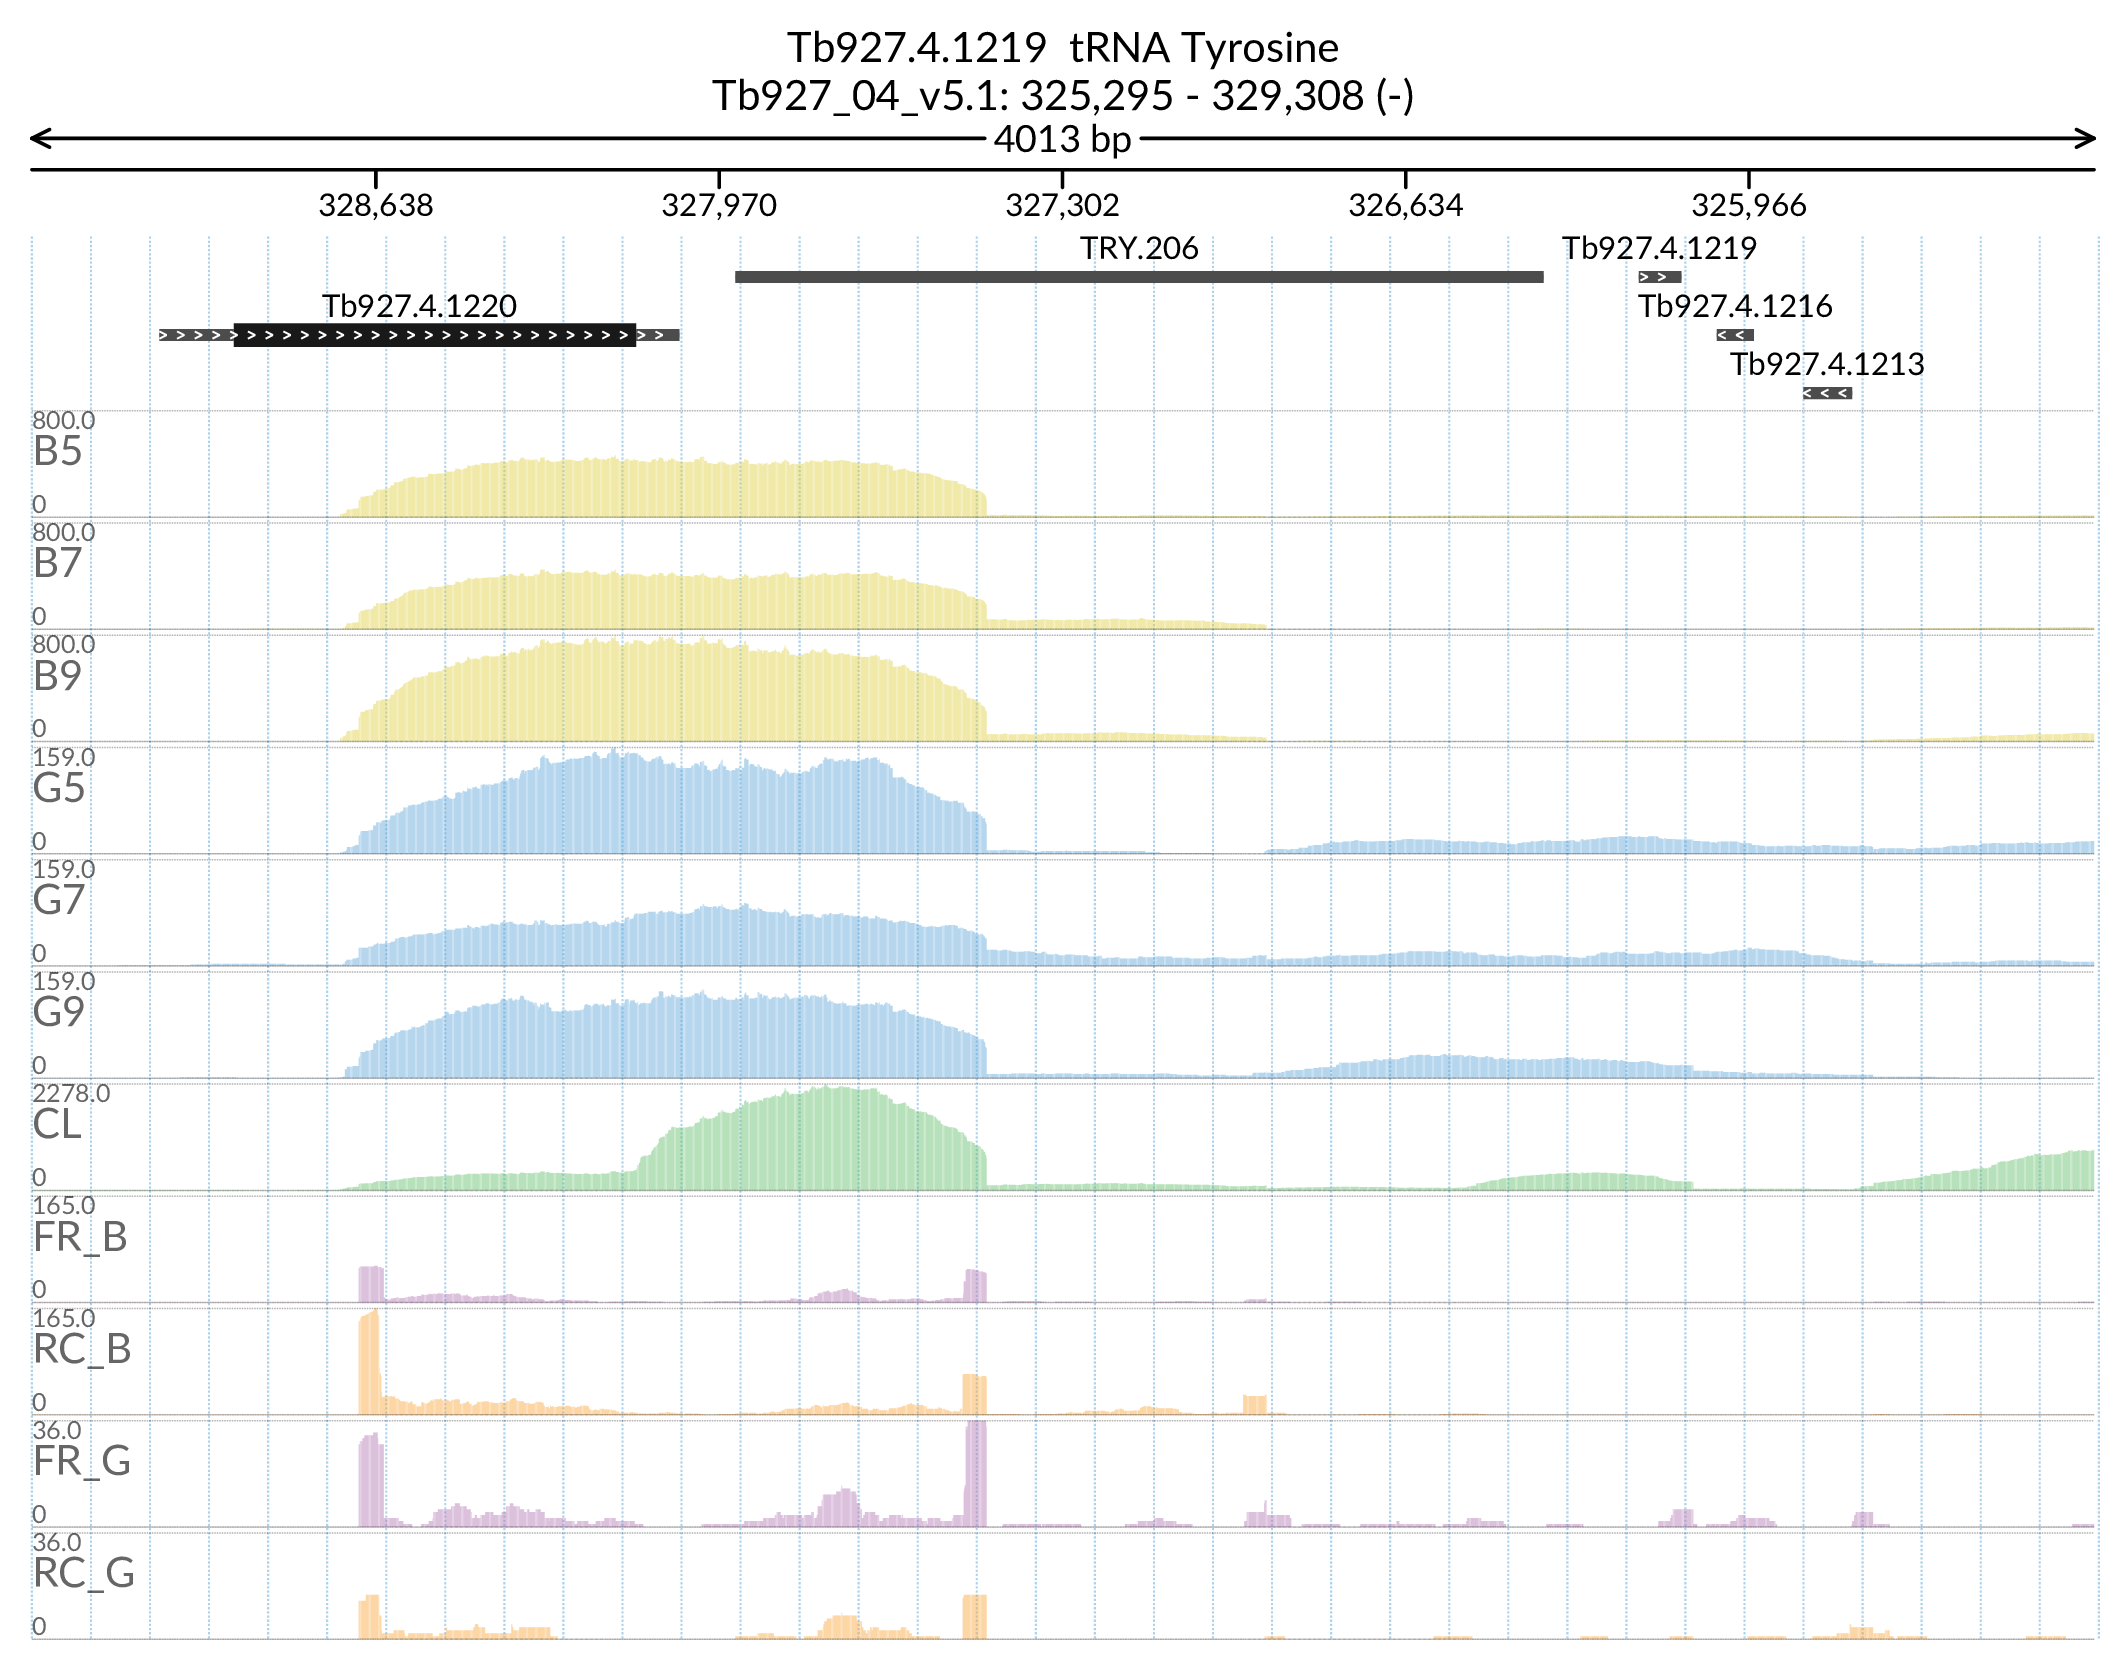 Tb927.4.1219 tRNA Tyrosine
Tb927_04_v5.1: 325,295 - 329,308 (-)
4013 bp
328,638 327,970 327,302 326,634 325,966
TRY.206 Tb927.4.1219
Tb927.4.1220 Tb927.4.1216
Tb927.4.1213
800.0
B5
0
800.0
B7
0
800.0
B9
0
159.0
G5
0
159.0
G7
0
159.0
G9
0
2278.0
CL
0
165.0
FR_B
0
165.0
RC_B
0
36.0
FR_G
0
36.0
RC_G
0